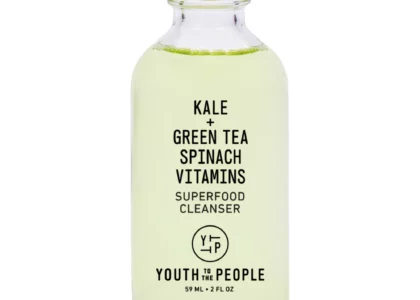 KALE
+
GREEN TEA
SPINACH
VITAMINS
SUPERFOOD
CLEANSER
Y T P
YOUTH TO THE PEOPLE
59 ML • 2 FL OZ